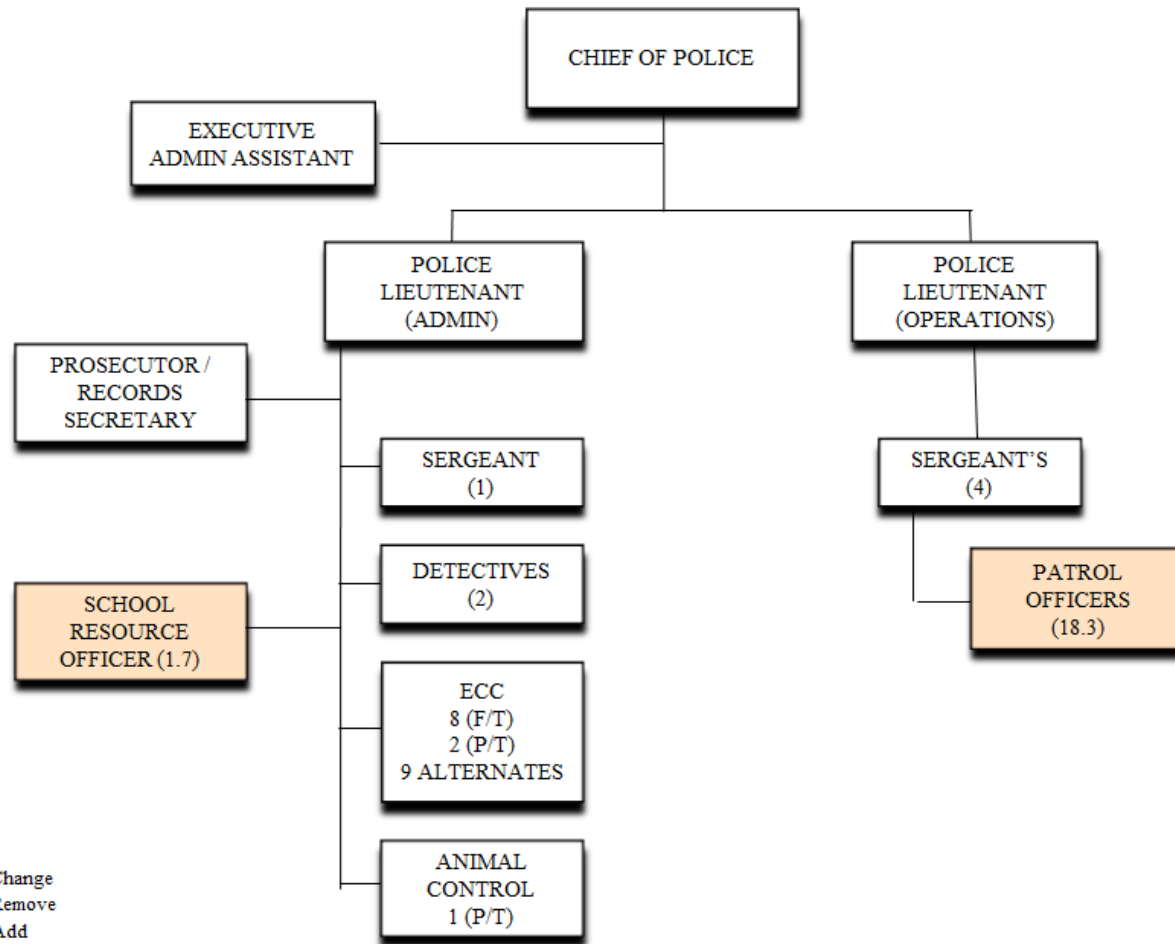 CHIEF OF POLICE
EXECUTIVE
ADMIN ASSISTANT
POLICE
LIEUTENANT
(ADMIN)
POLICE
LIEUTENANT
(OPERATIONS)
PROSECUTOR /
RECORDS
SECRETARY
SERGEANT
(1)
SERGEANT’S
(4)
DETECTIVES
(2)
PATROL
OFFICERS
(18.3)
SCHOOL
RESOURCE
OFFICER (1.7)
ECC
8 (F/T)
2 (P/T)
9 ALTERNATES
ANIMAL
CONTROL
1 (P/T)
Change
Remove
Add